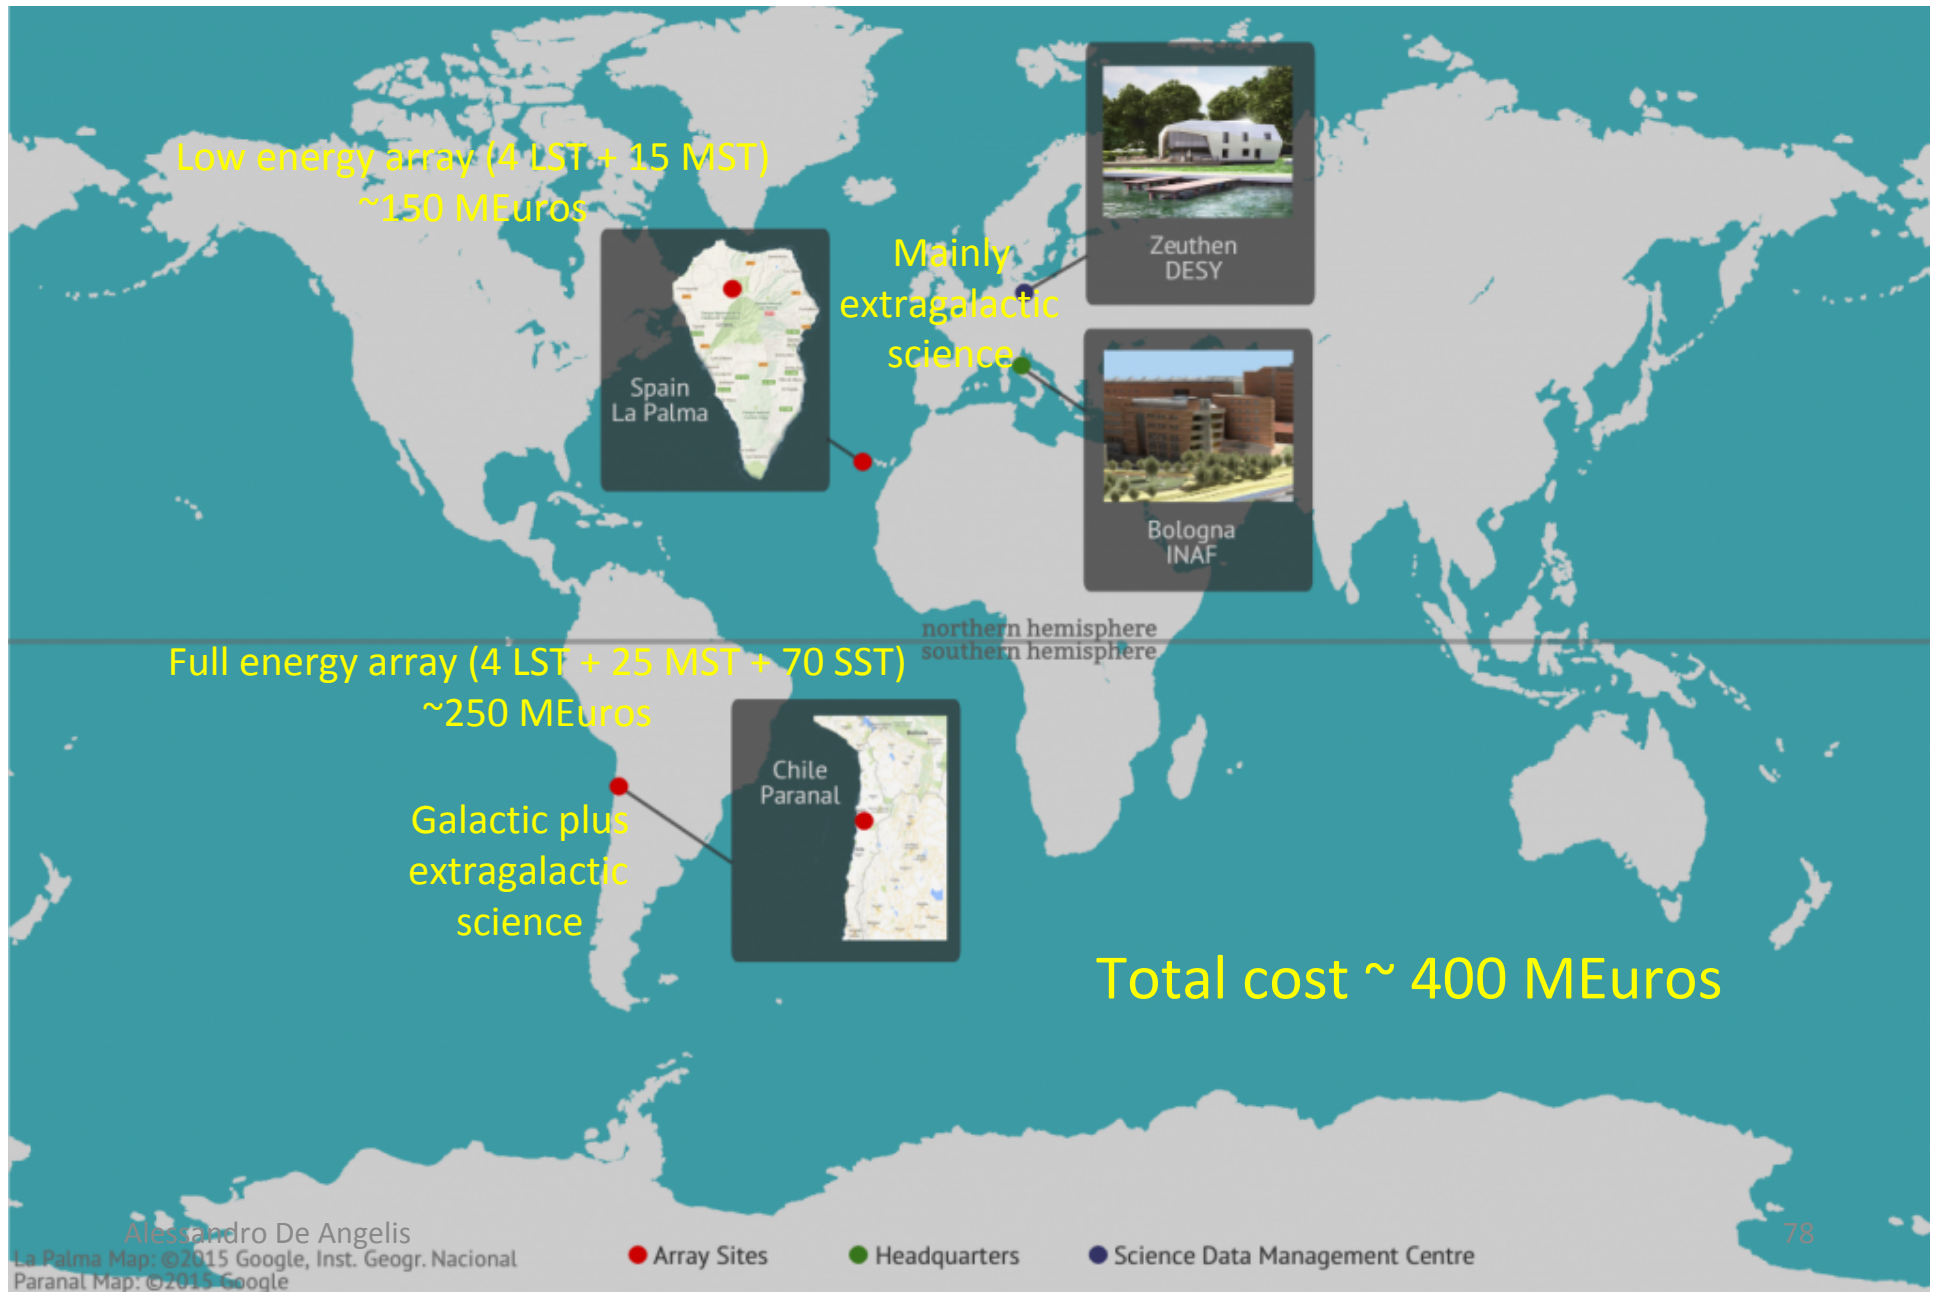 Low energy array (4 LST + 15 MST)
~150 MEuros
Zeuthen
DESY
Mainly
extragalactic
science
Spain
La Palma
Bologna
INAF
northern hemisphere
southern hemisphere
Full energy array (4 LST + 25 MST + 70 SST)
~250 MEuros
Chile
Paranal
Galactic plus
extragalactic
science
Total cost ~ 400 MEuros
Alessandro De Angelis
78
La Palma Map: ©2015 Google, Inst. Geogr. Nacional
Paranal Map: ©2015 Google
Array Sites
Headquarters
Science Data Management Centre